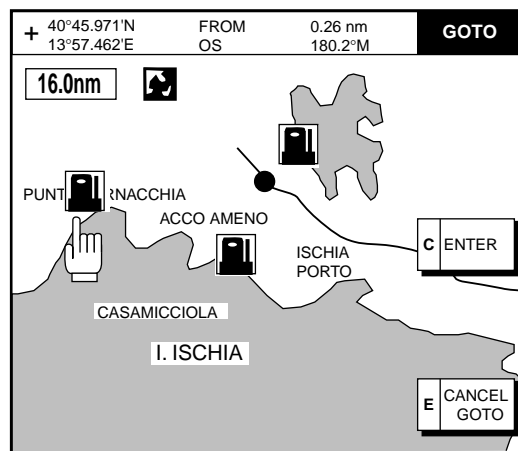 + 40°45.971'N FROM 0.26 nm GOTO
13°57.462'E OS 180.2°M
16.0nm
PUNT RNACCHIA
ACCO AMENO
ISCHIA
PORTO
C ENTER
CASAMICCIOLA
I. ISCHIA
E CANCEL
GOTO